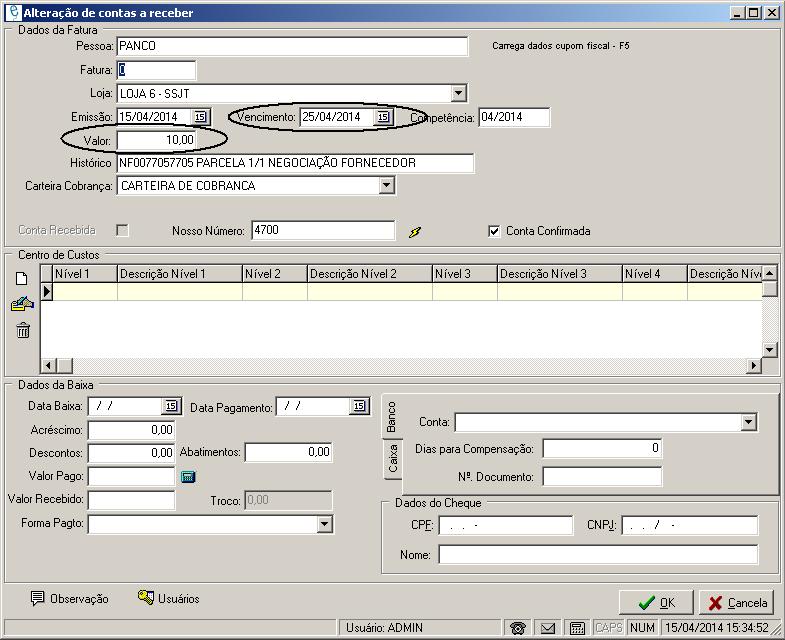 Alteração de contas a receber
Dados da Fatura
Pessoa: PANCO Carrega dados cupom fiscal - F5
Fatura: 0
Loja: LOJA 6 - SSJT
Emissão: 15/04/2014 15 Vencimento: 25/04/2014 15 Competência: 04/2014
Valor: 10,00
Histórico NF0077057705 PARCELA 1/1 NEGOCIAÇÃO FORNECEDOR
Carteira Cobrança: CARTEIRA DE COBRANCA
Conta Recebida Nosso Número: 4700 Conta Confirmada
Centro de Custos
Nível 1 Descrição Nível 1 Nível 2 Descrição Nível 2 Nível 3 Descrição Nível 3 Nível 4 Descrição Níve
Dados da Baixa
Data Baixa: / / 15 Data Pagamento: / / 15
Acréscimo: 0,00
Descontos: 0,00 Abatimentos: 0,00
Valor Pago:
Valor Recebido: Troco: 0,00
Forma Pagto:
Banco
Caixa
Conta:
Dias para Compensação: 0
Nº. Documento:
Dados do Cheque
CPF: . . - CNPJ: . . / -
Nome:
Observação Usuários OK Cancela
Usuário: ADMIN CAPS NUM 15/04/2014 15:34:52